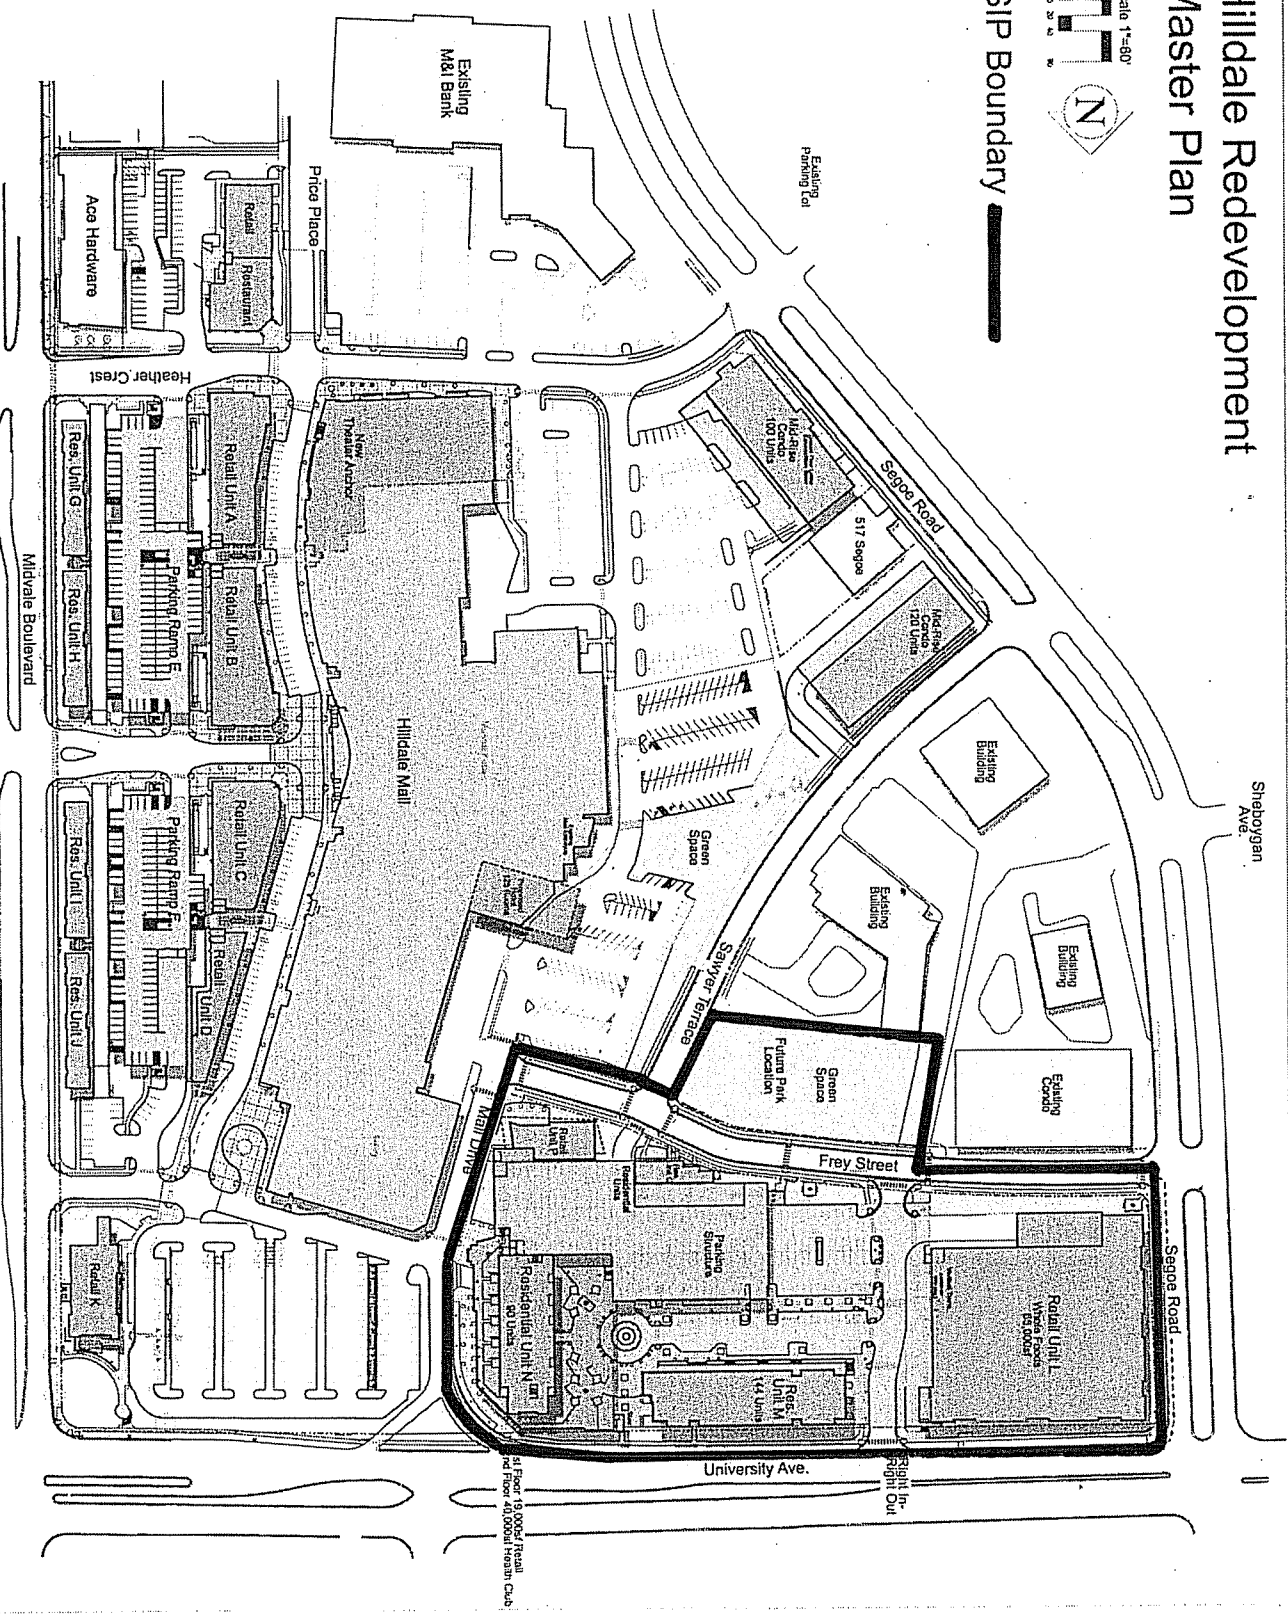 Hilldale Redevelopment
Master Plan
Scale 1"=60'
N
SIP Boundary
Existing
M&I Bank
Existing
Parking Lot
Price Place
Ace Hardware
Retail
Restaurant
Heather Crest
New
Theater Anchor
Mid-Rise
Condo
100 Units
Segoe Road
517 Segoe
Mid-Rise
Condo
120 Units
Sheboygan
Ave.
Existing
Building
Existing
Building
Existing
Building
Existing
Condo
Res. Unit G
Res. Unit H
Retail Unit A
Retail Unit B
Parking Ramp E
Midvale Boulevard
Hilldale Mall
Green
Space
Sawyer Terrace
Green
Space
Future Park
Location
Frey Street
Segoe Road
Res. Unit I
Res. Unit J
Parking Ramp F
Retail Unit C
Retail
Unit D
Mall Drive
Retail
Unit P
Residential
Units
Parking
Structure
Retail Unit L
Whole Foods
65,000sf
Residential Unit N
90 Units
Res.
Unit M
144 Units
Retail K
University Ave.
Right In-
Right Out
1st Floor 19,000sf Retail
2nd Floor 40,000sf Health Club